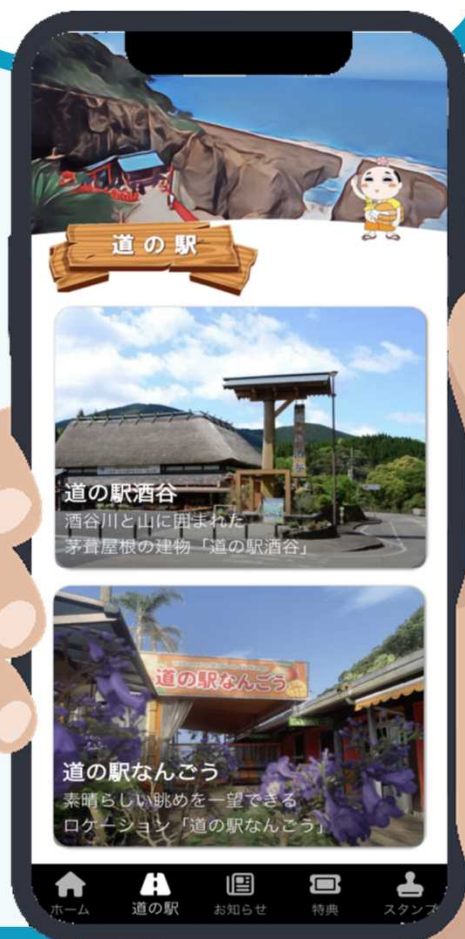 道の駅
道の駅酒谷
酒谷川と山に囲まれた
茅葺屋根の建物「道の駅酒谷」
道の駅なんごう
道の駅なんごう
素晴らしい眺めを一望できる
ロケーション「道の駅なんごう」
ホーム 道の駅 お知らせ 特典 スタンプ